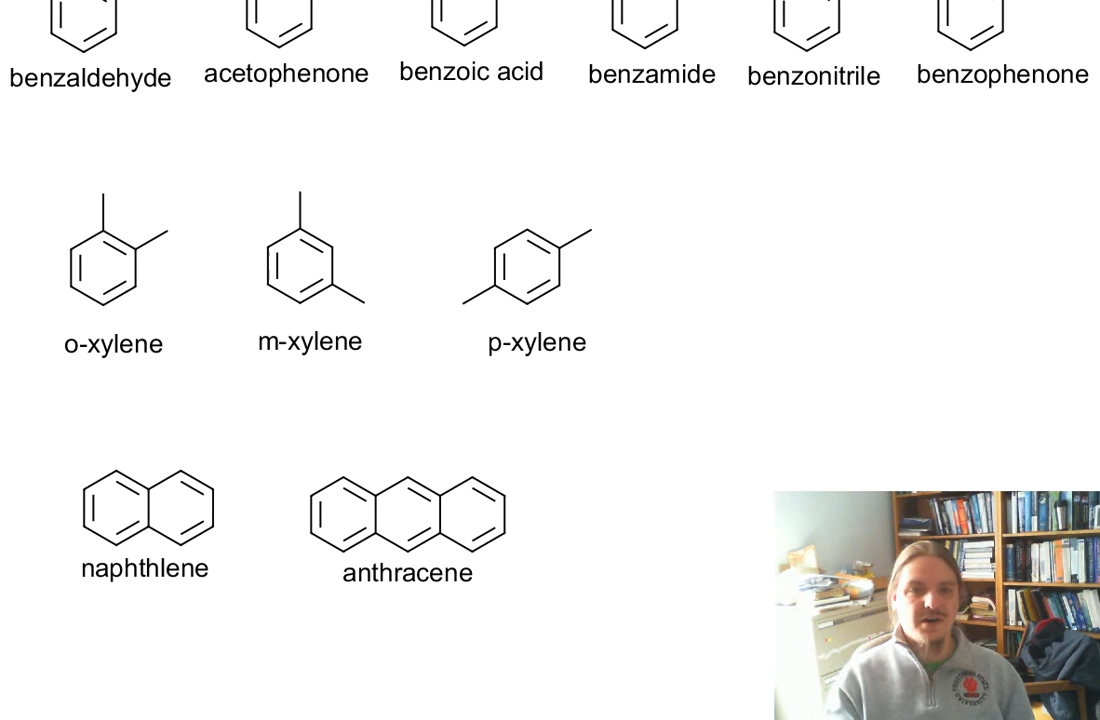 benzaldehyde acetophenone benzoic acid benzamide benzonitrile benzophenone
o-xylene m-xylene p-xylene
naphthlene anthracene